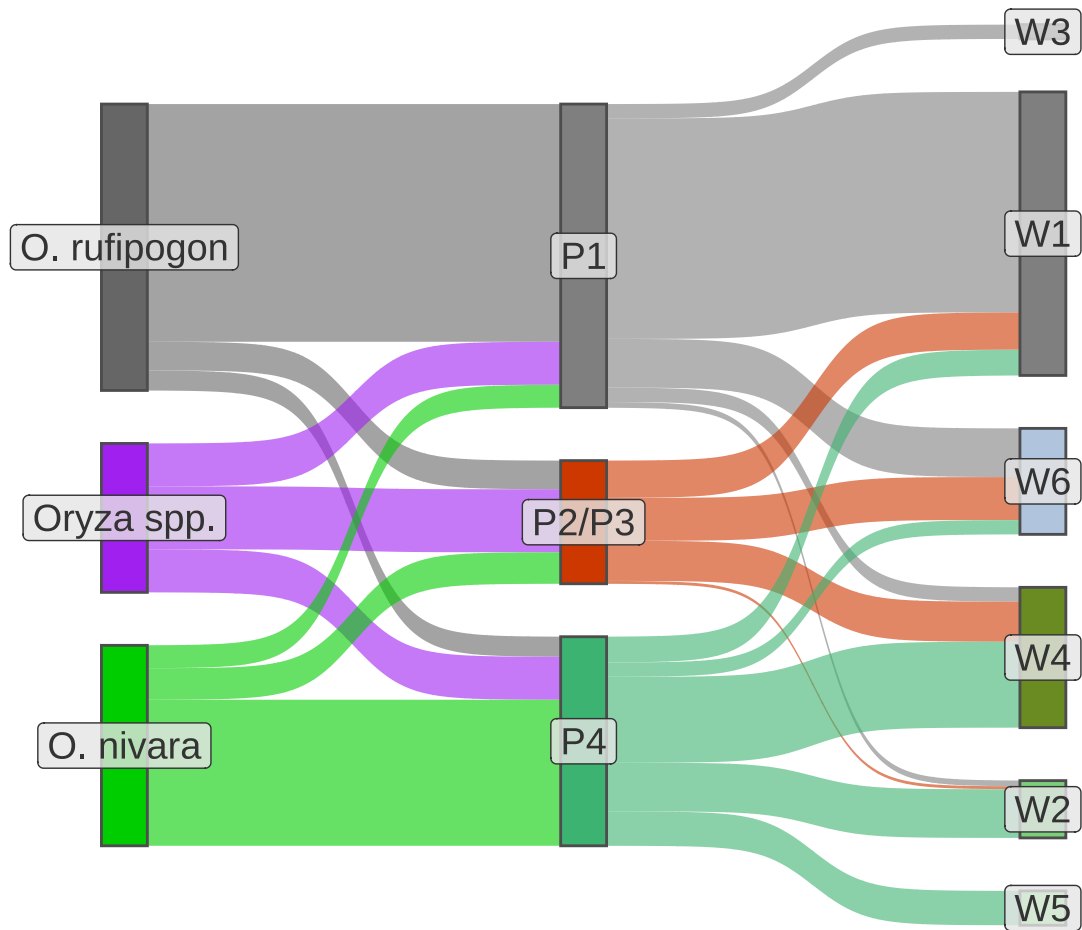 O. rufipogon
Oryza spp.
O. nivara
P1
P2/P3
P4
W3
W1
W6
W4
W2
W5